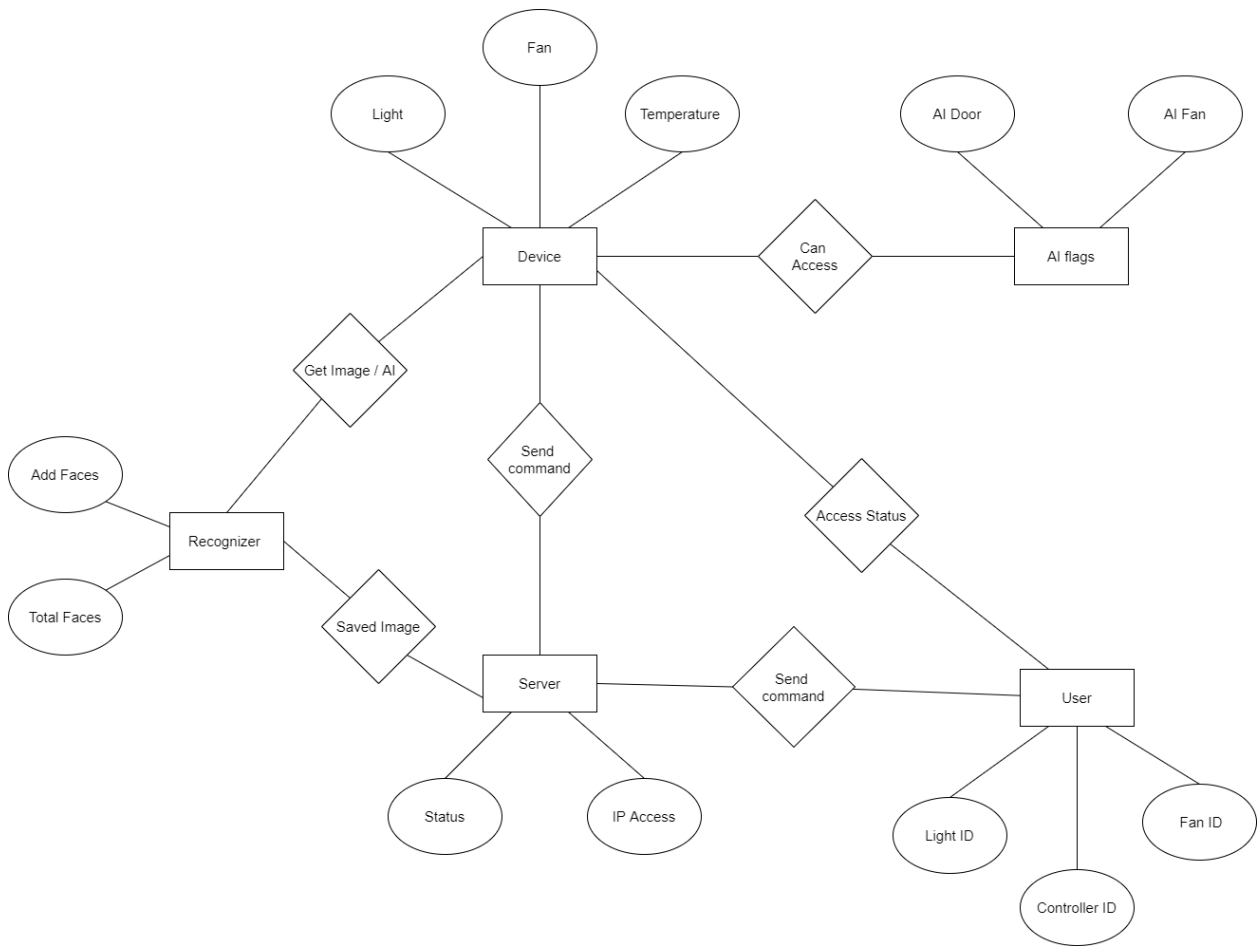 Fan
Light
Temperature
AI Door
AI Fan
Device
Can
Access
AI flags
Get Image / AI
Send
command
Add Faces
Access Status
Recognizer
Total Faces
Saved Image
Server
Send
command
User
Status
IP Access
Light ID
Fan ID
Controller ID